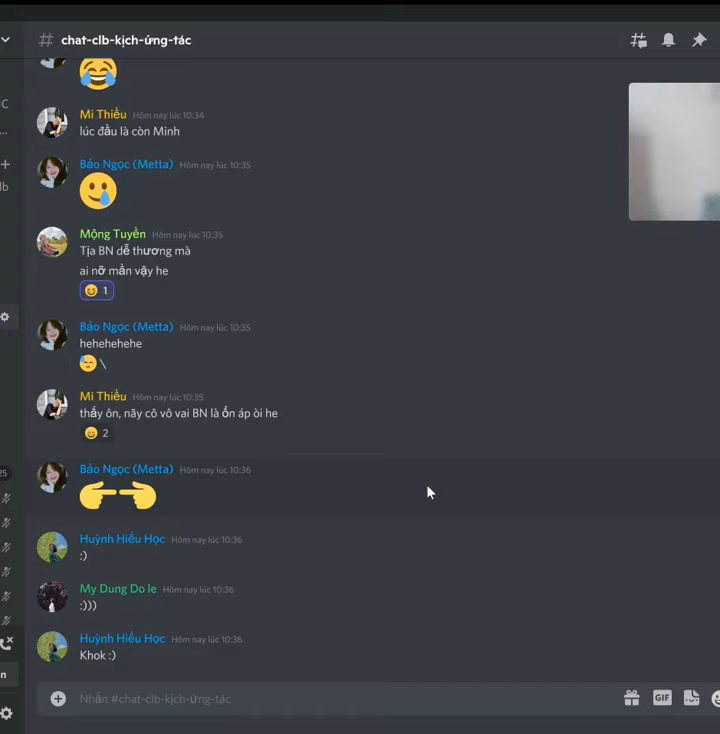 # chat-clb-kịch-ứng-tác
Mi Thiều Hôm nay lúc 10:34
lúc đầu là còn Minh
Bảo Ngọc (Metta) Hôm nay lúc 10:35
Mộng Tuyền Hôm nay lúc 10:35
Tịa BN dễ thương mà
ai nỡ mần vậy he
1
Bảo Ngọc (Metta) Hôm nay lúc 10:35
hehehehehe
\
Mi Thiều Hôm nay lúc 10:35
thấy ôn, nãy cô vô vai BN là ổn áp òi he
2
Bảo Ngọc (Metta) Hôm nay lúc 10:36
Huỳnh Hiếu Học Hôm nay lúc 10:36
:)
My Dung Do le Hôm nay lúc 10:36
:)))
Huỳnh Hiếu Học Hôm nay lúc 10:36
Khok :)
Nhắn #chat-clb-kịch-ứng-tác
GIF
C
lb
25
n